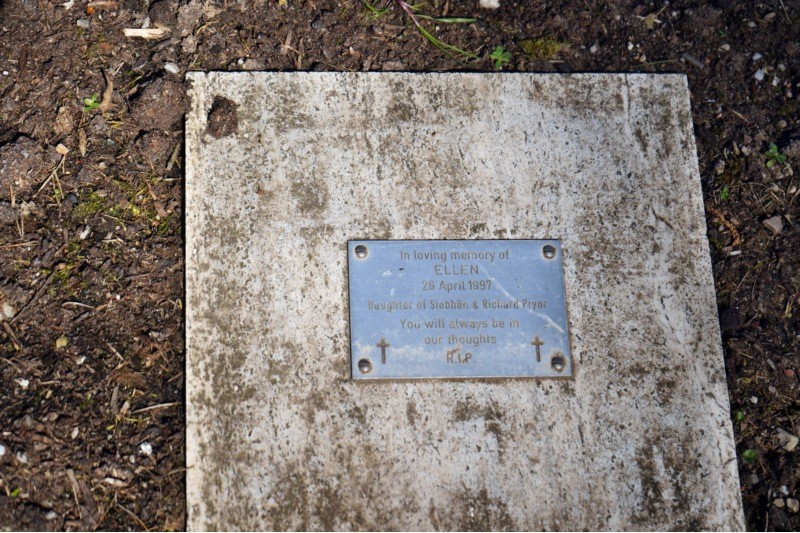 In loving memory of
ELLEN
26 April 1997
Daughter of Siobhán & Richard Pryor
You will always be in
our thoughts
R.I.P.